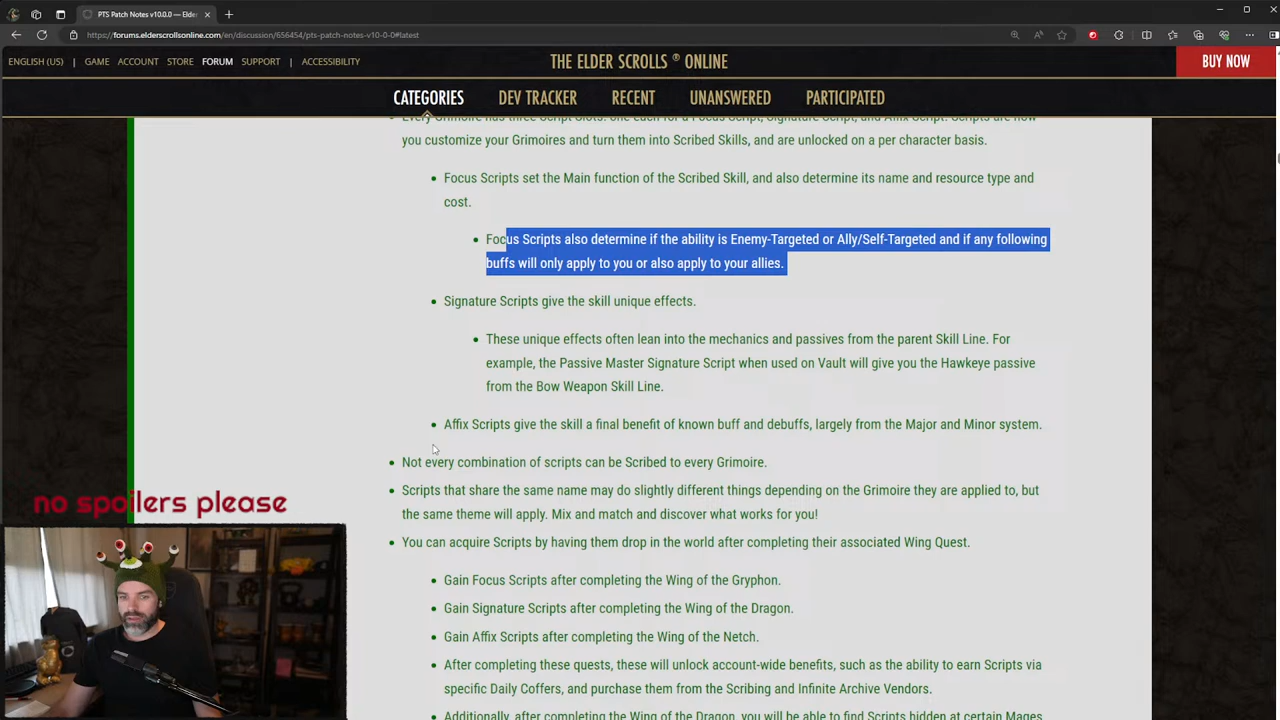 PTS Patch Notes v10.0.0 — Elder
https://forums.elderscrollsonline.com/en/discussion/656454/pts-patch-notes-v10-0-0#latest
ENGLISH (US) | GAME ACCOUNT STORE FORUM SUPPORT | ACCESSIBILITY
THE ELDER SCROLLS ® ONLINE
BUY NOW
CATEGORIES DEV TRACKER RECENT UNANSWERED PARTICIPATED
Every Grimoire has three Script Slots: One each for a Focus Script, Signature Script, and Affix Script. Scripts are how
you customize your Grimoires and turn them into Scribed Skills, and are unlocked on a per character basis.
Focus Scripts set the Main function of the Scribed Skill, and also determine its name and resource type and
cost.
Focus Scripts also determine if the ability is Enemy-Targeted or Ally/Self-Targeted and if any following
buffs will only apply to you or also apply to your allies.
Signature Scripts give the skill unique effects.
These unique effects often lean into the mechanics and passives from the parent Skill Line. For
example, the Passive Master Signature Script when used on Vault will give you the Hawkeye passive
from the Bow Weapon Skill Line.
Affix Scripts give the skill a final benefit of known buff and debuffs, largely from the Major and Minor system.
Not every combination of scripts can be Scribed to every Grimoire.
Scripts that share the same name may do slightly different things depending on the Grimoire they are applied to, but
the same theme will apply. Mix and match and discover what works for you!
You can acquire Scripts by having them drop in the world after completing their associated Wing Quest.
Gain Focus Scripts after completing the Wing of the Gryphon.
Gain Signature Scripts after completing the Wing of the Dragon.
Gain Affix Scripts after completing the Wing of the Netch.
After completing these quests, these will unlock account-wide benefits, such as the ability to earn Scripts via
specific Daily Coffers, and purchase them from the Scribing and Infinite Archive Vendors.
Additionally, after completing the Wing of the Dragon, you will be able to find Scripts hidden at certain Mages
no spoilers please